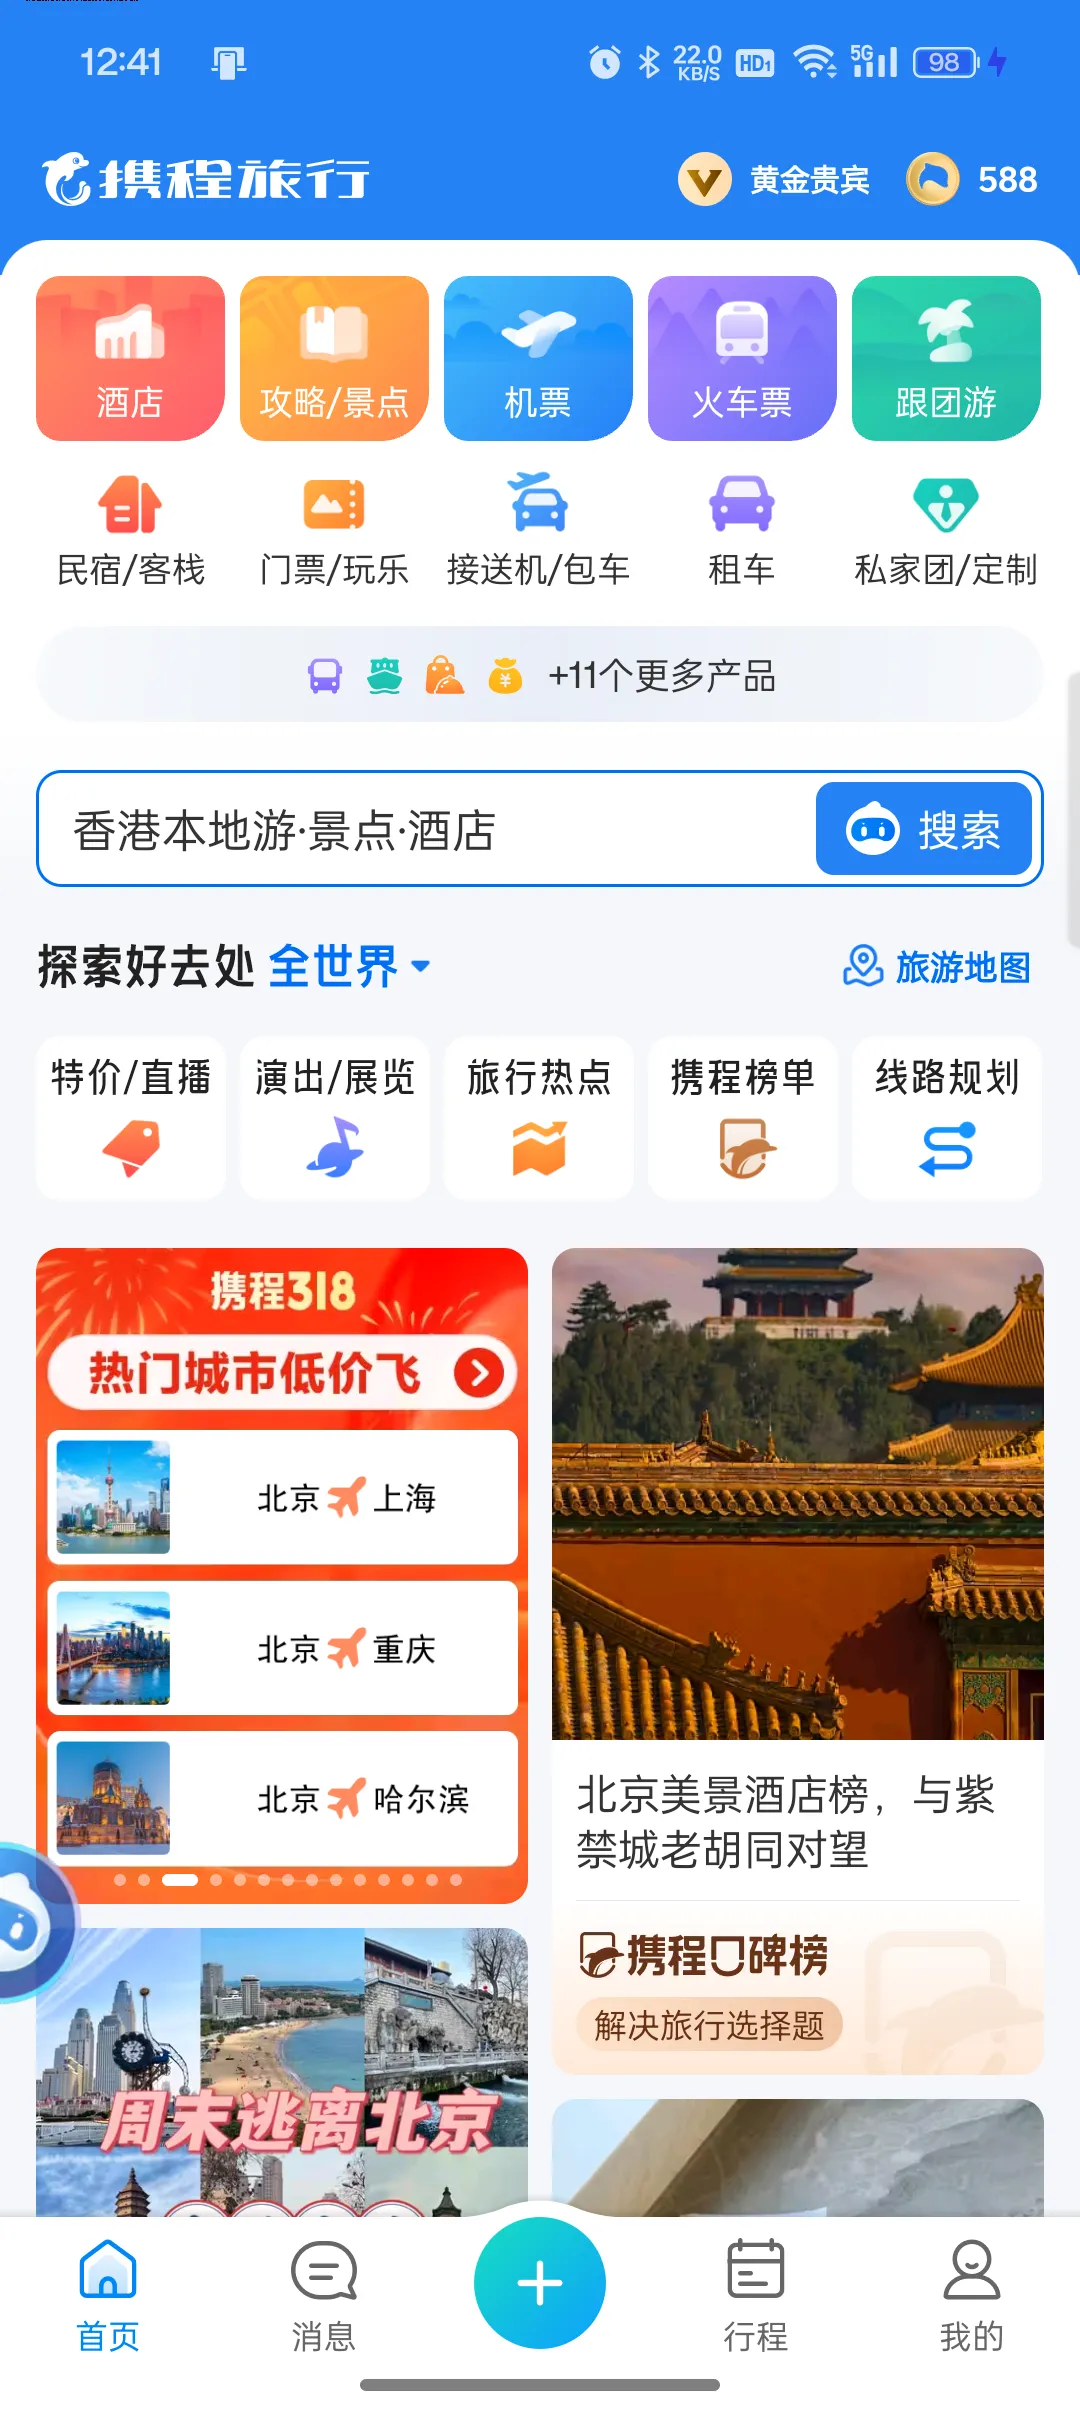 12:41
22.0 KB/S
HD1
5G
98
携程旅行
黄金贵宾
588
酒店
攻略/景点
机票
火车票
跟团游
民宿/客栈
门票/玩乐
接送机/包车
租车
私家团/定制
+11个更多产品
香港本地游·景点·酒店
搜索
探索好去处 全世界
旅游地图
特价/直播
演出/展览
旅行热点
携程榜单
线路规划
携程318
热门城市低价飞
北京 上海
北京 重庆
北京 哈尔滨
北京美景酒店榜，与紫
禁城老胡同对望
携程口碑榜
解决旅行选择题
周末逃离北京
首页
消息
行程
我的